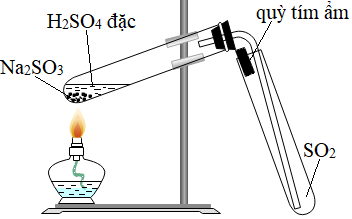 quỳ tím ẩm
H2SO4 đặc
Na2SO3
SO2